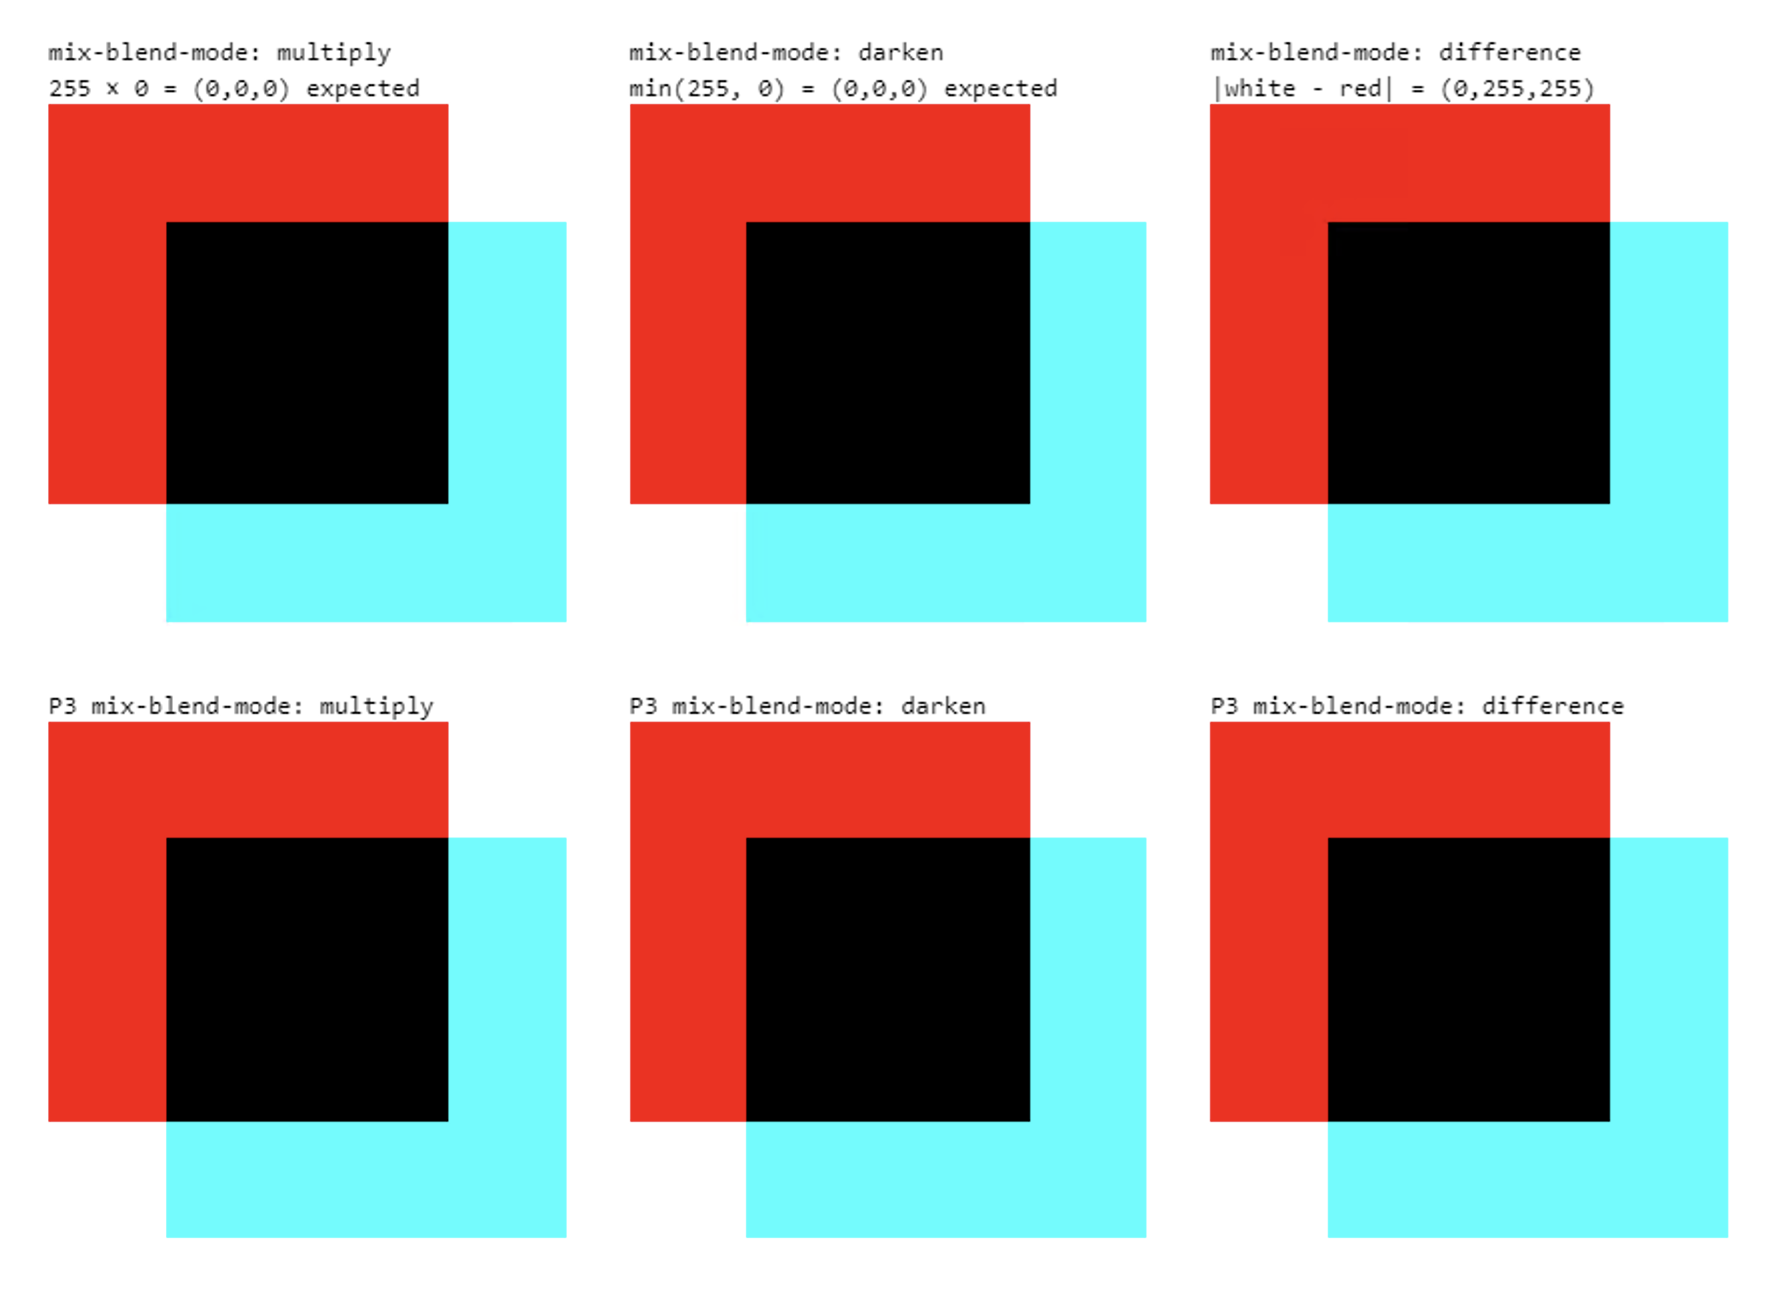 mix-blend-mode: multiply
255 × 0 = (0,0,0) expected
mix-blend-mode: darken
min(255, 0) = (0,0,0) expected
mix-blend-mode: difference
|white - red| = (0,255,255)
P3 mix-blend-mode: multiply
P3 mix-blend-mode: darken
P3 mix-blend-mode: difference